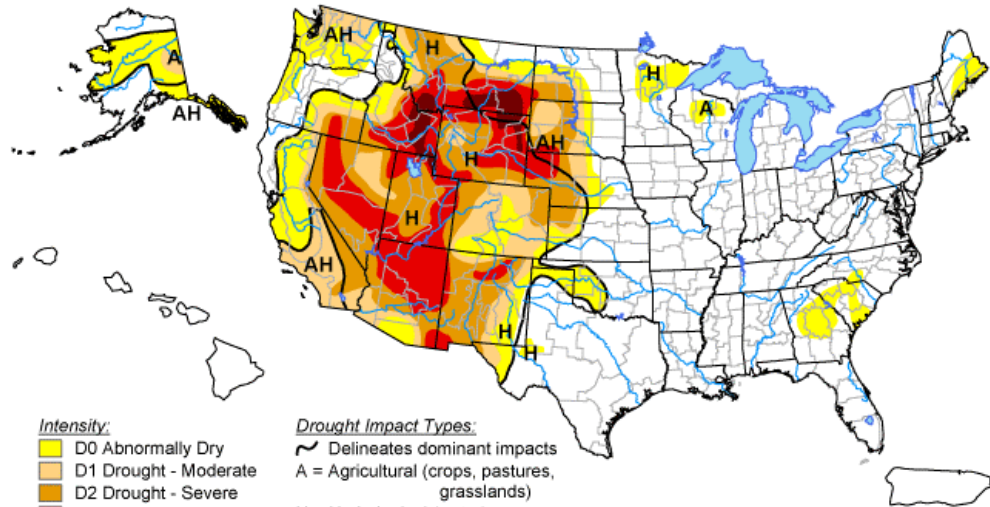 AH
H
H
A
A
AH
AH
H
H
AH
H
H
Intensity:
D0 Abnormally Dry
D1 Drought - Moderate
D2 Drought - Severe
Drought Impact Types:
Delineates dominant impacts
A = Agricultural (crops, pastures,
grasslands)